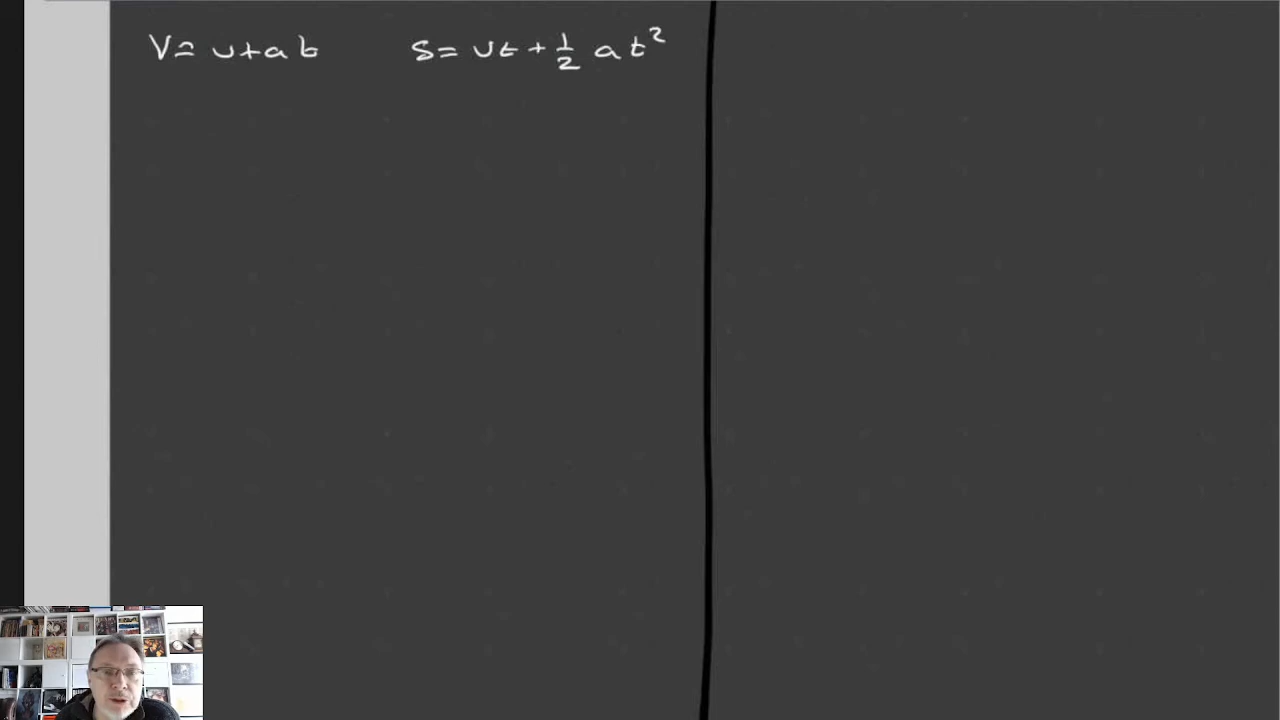 V = u + at    s = ut + 1/2 at²